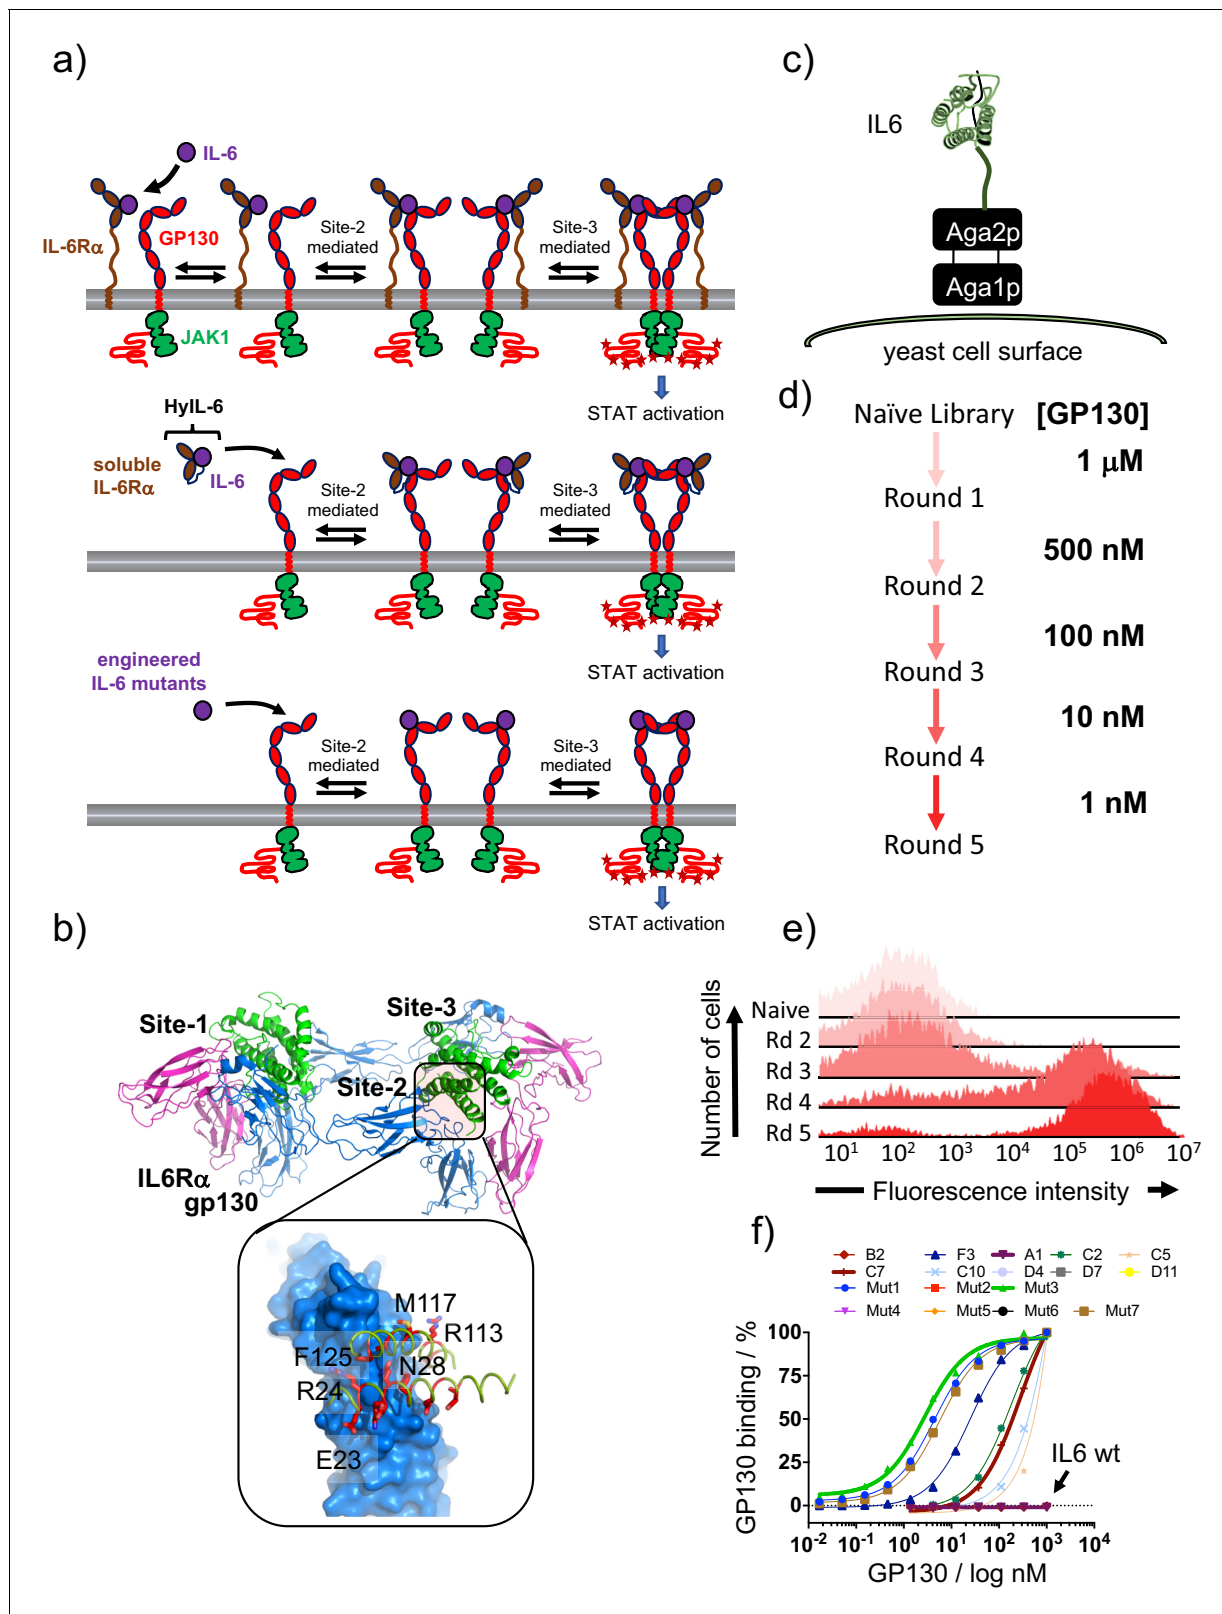 a)
IL-6
IL-6Rα
GP130
JAK1
Site-2
mediated
Site-3
mediated
STAT activation
HyIL-6
soluble
IL-6Rα
IL-6
Site-2
mediated
Site-3
mediated
STAT activation
engineered
IL-6 mutants
Site-2
mediated
Site-3
mediated
STAT activation
b)
Site-1
Site-3
Site-2
IL6Rα
gp130
M117
R113
F125
N28
R24
E23
c)
IL6
Aga2p
Aga1p
yeast cell surface
d)
Naïve Library [GP130]
1 μM
Round 1
500 nM
Round 2
100 nM
Round 3
10 nM
Round 4
1 nM
Round 5
e)
Number of cells
Naive
Rd 2
Rd 3
Rd 4
Rd 5
10¹ 10² 10³ 10⁴ 10⁵ 10⁶ 10⁷
Fluorescence intensity
f)
B2 F3 A1 C2 C5
C7 C10 D4 D7 D11
Mut1 Mut2 Mut3
Mut4 Mut5 Mut6 Mut7
GP130 binding / %
100
75
50
25
0
IL6 wt
10⁻² 10⁻¹ 10⁰ 10¹ 10² 10³ 10⁴
GP130 / log nM